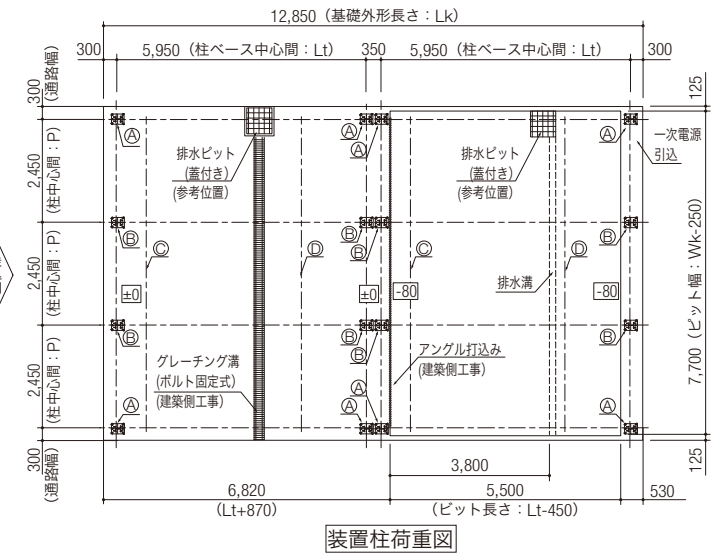 12,850(基礎外形長さ:Lk)
300
5,950(柱ベース中心間:Lt)
350
5,950(柱ベース中心間:Lt)
300
300
(通路幅)
125
Ⓐ
Ⓐ
Ⓐ
Ⓐ
一次電源
引込
排水ピット
(蓋付き)
(参考位置)
排水ピット
(蓋付き)
(参考位置)
2,450
(柱中心間:P)
Ⓑ
Ⓒ
Ⓓ
Ⓑ
Ⓑ
Ⓒ
Ⓓ
Ⓑ
2,450
(柱中心間:P)
±0
±0
-80
排水溝
-80
7,700(ピット幅:Wk-250)
Ⓑ
Ⓑ
Ⓑ
Ⓑ
グレーチング溝
(ボルト固定式)
(建築側工事)
アングル打込み
(建築側工事)
2,450
(柱中心間:P)
Ⓐ
Ⓐ
Ⓐ
Ⓐ
300
(通路幅)
125
3,800
6,820
(Lt+870)
5,500
(ピット長さ:Lt-450)
530
装置柱荷重図